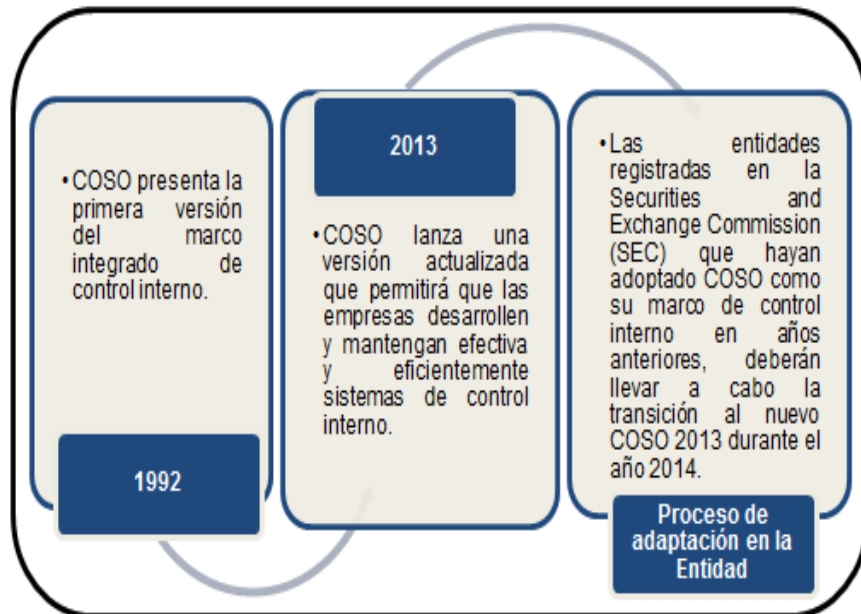 •COSO presenta la
primera versión
del marco
integrado de
control interno.
1992
2013
•COSO lanza una
versión actualizada
que permitirá que las
empresas desarrollen
y mantengan efectiva
y eficientemente
sistemas de control
interno.
•Las entidades
registradas en la
Securities and
Exchange Commission
(SEC) que hayan
adoptado COSO como
su marco de control
interno en años
anteriores, deberán
llevar a cabo la
transición al nuevo
COSO 2013 durante el
año 2014.
Proceso de
adaptación en la
Entidad